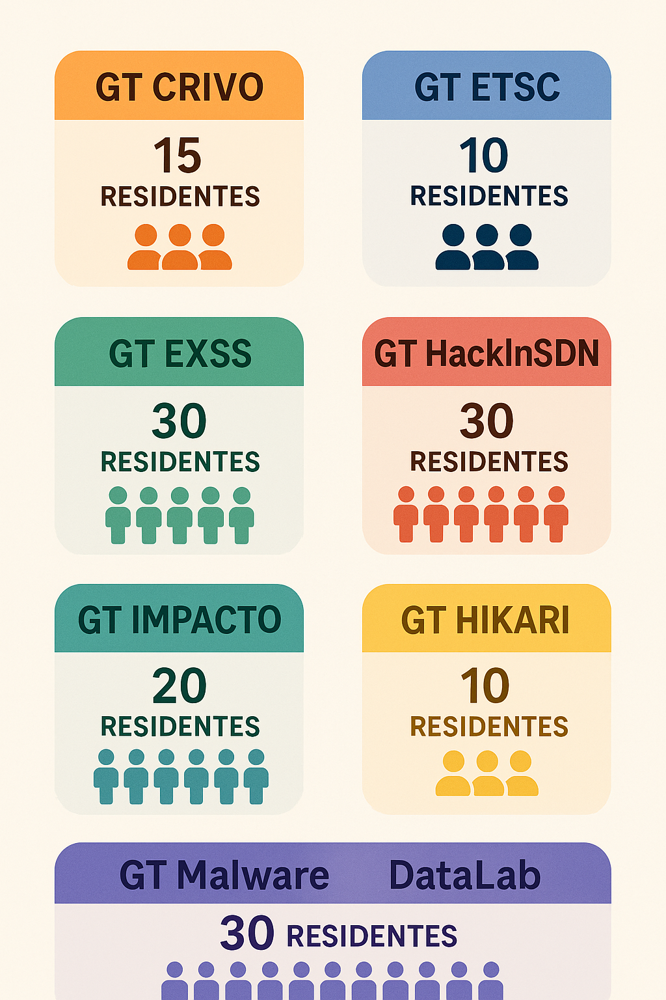 GT CRIVO
15
RESIDENTES
GT ETSC
10
RESIDENTES
GT EXSS
30
RESIDENTES
GT HackInSDN
30
RESIDENTES
GT IMPACTO
20
RESIDENTES
GT HIKARI
10
RESIDENTES
GT Malware DataLab
30 RESIDENTES